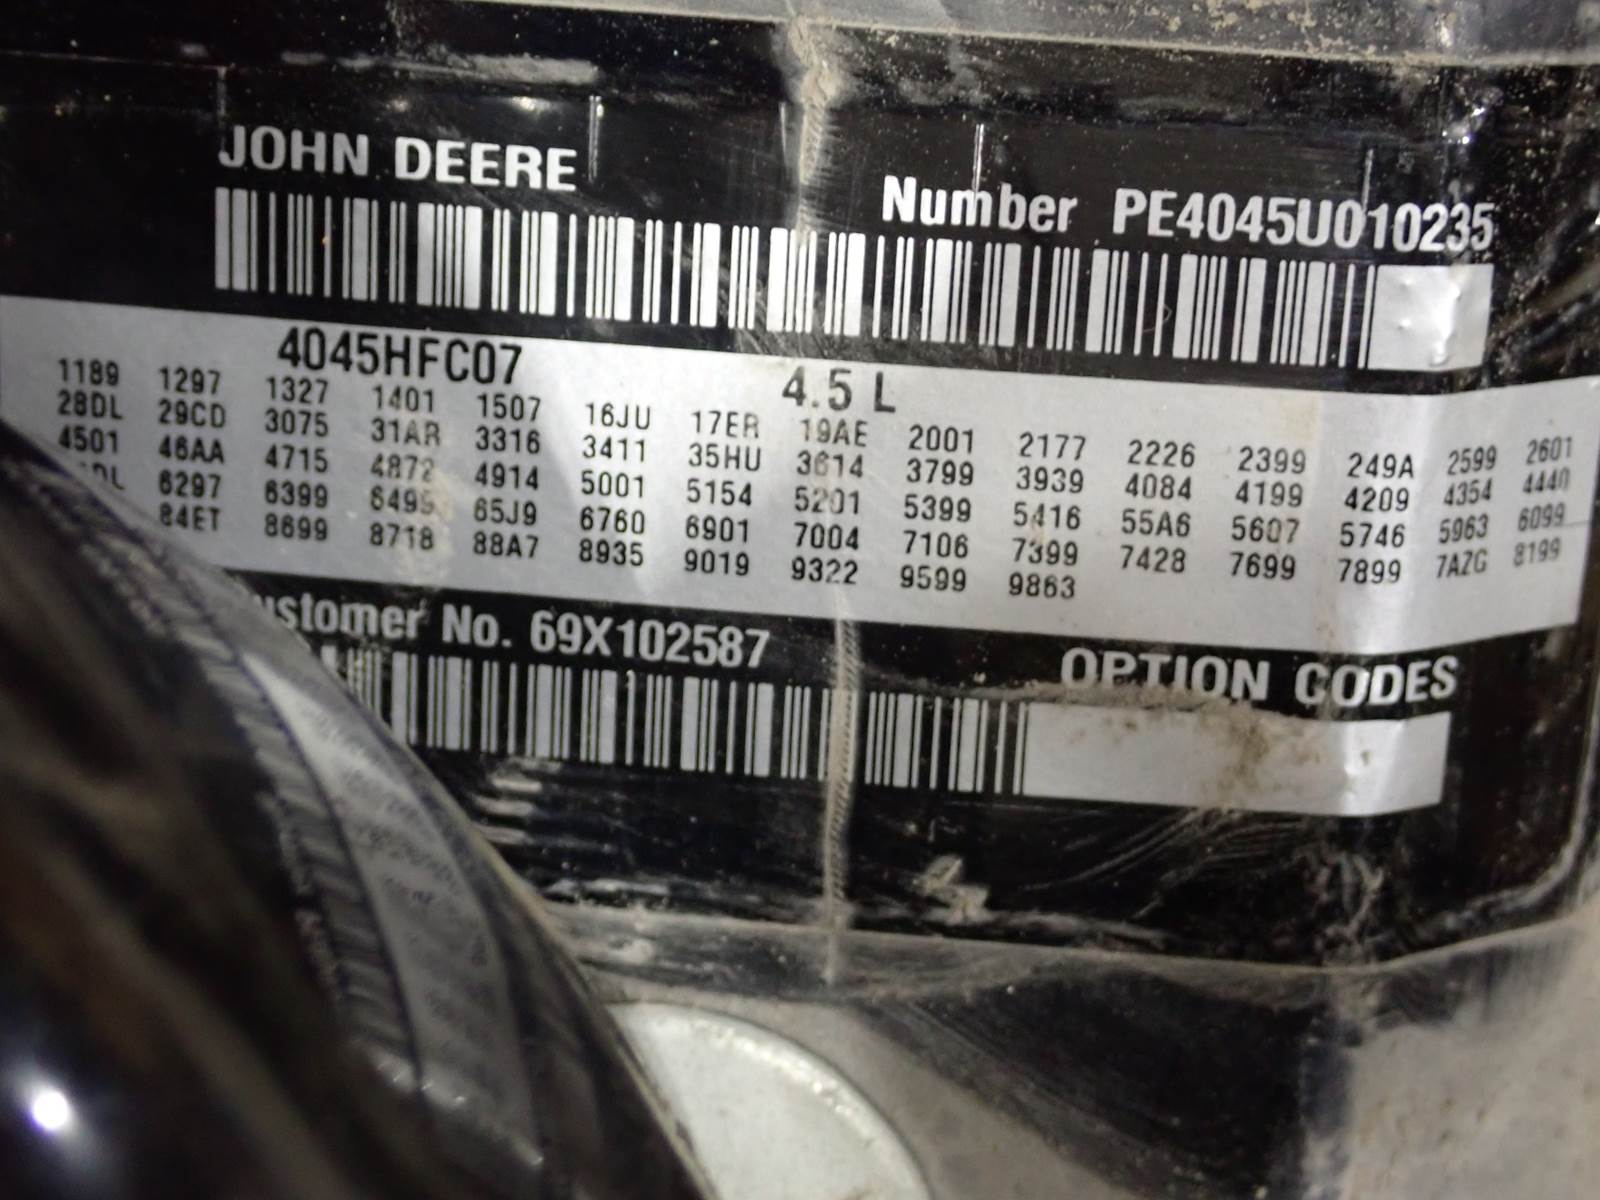 JOHN DEERE
Number PE4045U010235
4045HFC07 4.5 L
1189 1297 1327 1401 1507 16JU 17ER 19AE 2001 2177 2226 2399 249A 2599 2601
28DL 29CD 3075 31AR 3316 3411 35HU 3614 3799 3939 4084 4199 4209 4354 4440
4501 46AA 4715 4872 4914 5001 5154 5201 5399 5416 55A6 5607 5746 5963 6099
6297 6399 6495 65J9 6760 6901 7004 7106 7399 7428 7699 7899 7AZG 8199
84ET 8699 8718 88A7 8935 9019 9322 9599 9863
ustomer No. 69X102587
OPTION CODES